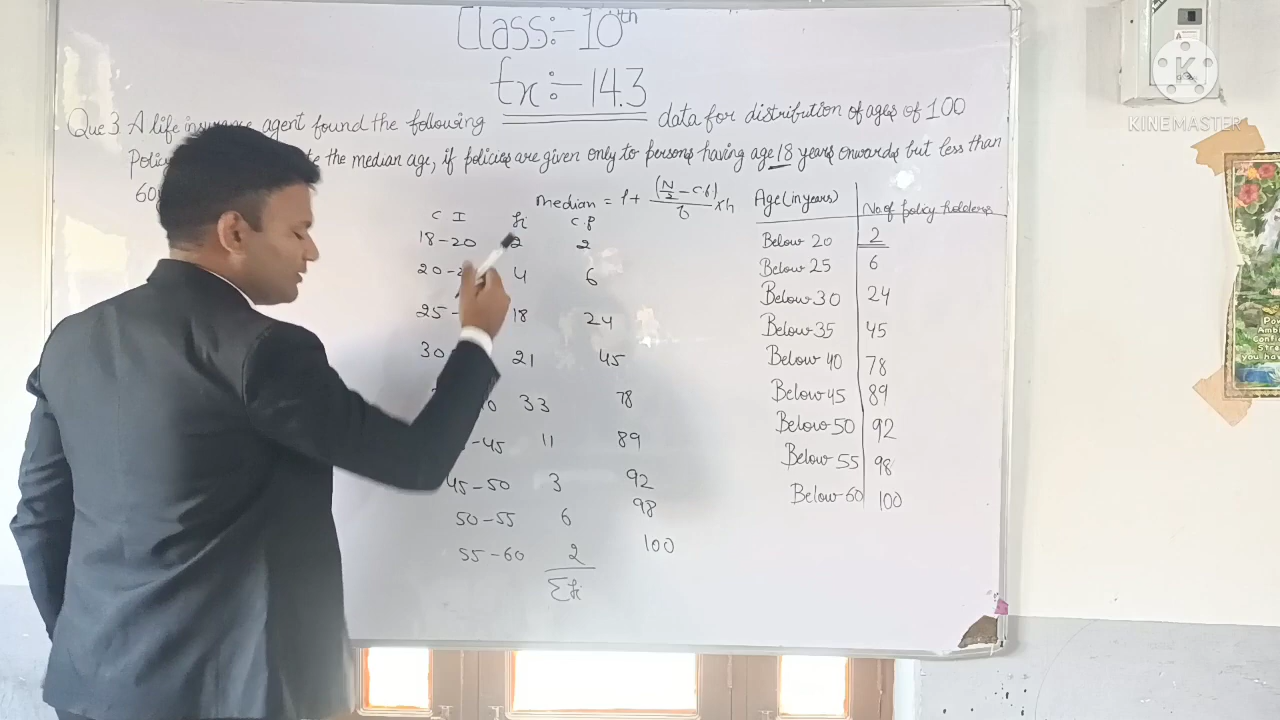 Class:-10th
Ex:-14.3
Que 3 A life insurance agent found the following data for distribution of ages of 100
the median age, if policies are given only to persons having age 18 years onwards but less than
60
median = l + (N/2 - c.f)/f × h
C I fi c.f
18-20 2 2
20- 4 6
25- 18 24
30 21 45
33 78
-45 11 89
45-50 3 92
50-55 6 98
55-60 2 100
Σfi
Age (in years) No. of policy holders
Below 20 2
Below 25 6
Below 30 24
Below 35 45
Below 40 78
Below 45 89
Below 50 92
Below 55 98
Below 60 100
K
KINEMASTER